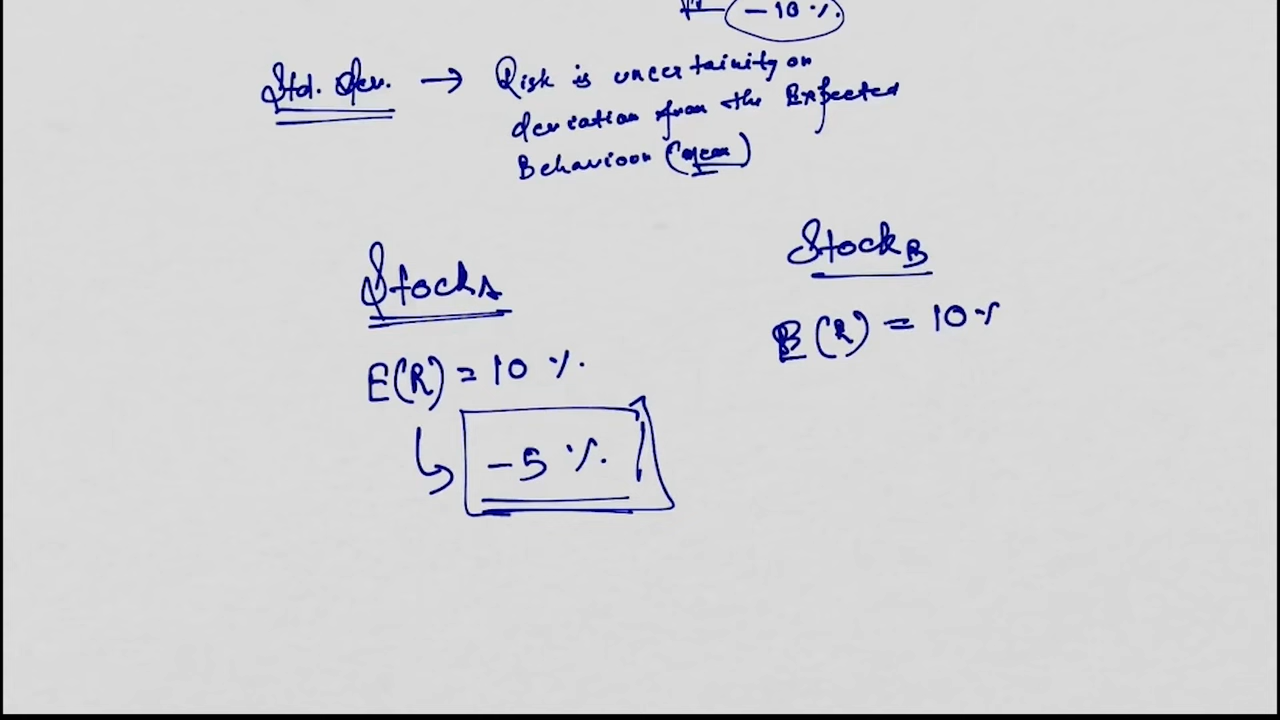 -10 %
Std. Dev. → Risk is uncertainity or
deviation from the Expected
Behaviour (Mean)
Stock A
Stock B
E(R) = 10 %
E(R) = 10 %
-5 %